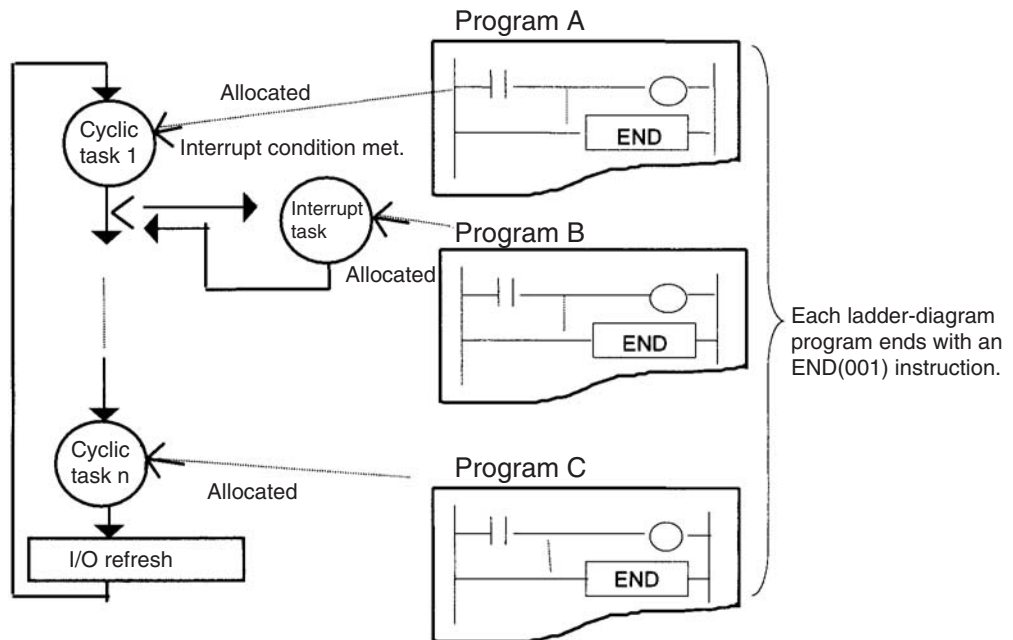 Program A
Allocated
Cyclic
task 1
Interrupt condition met.
END
Interrupt
task
Program B
Allocated
END
Each ladder-diagram
program ends with an
END(001) instruction.
Cyclic
task n
Allocated
Program C
I/O refresh
END